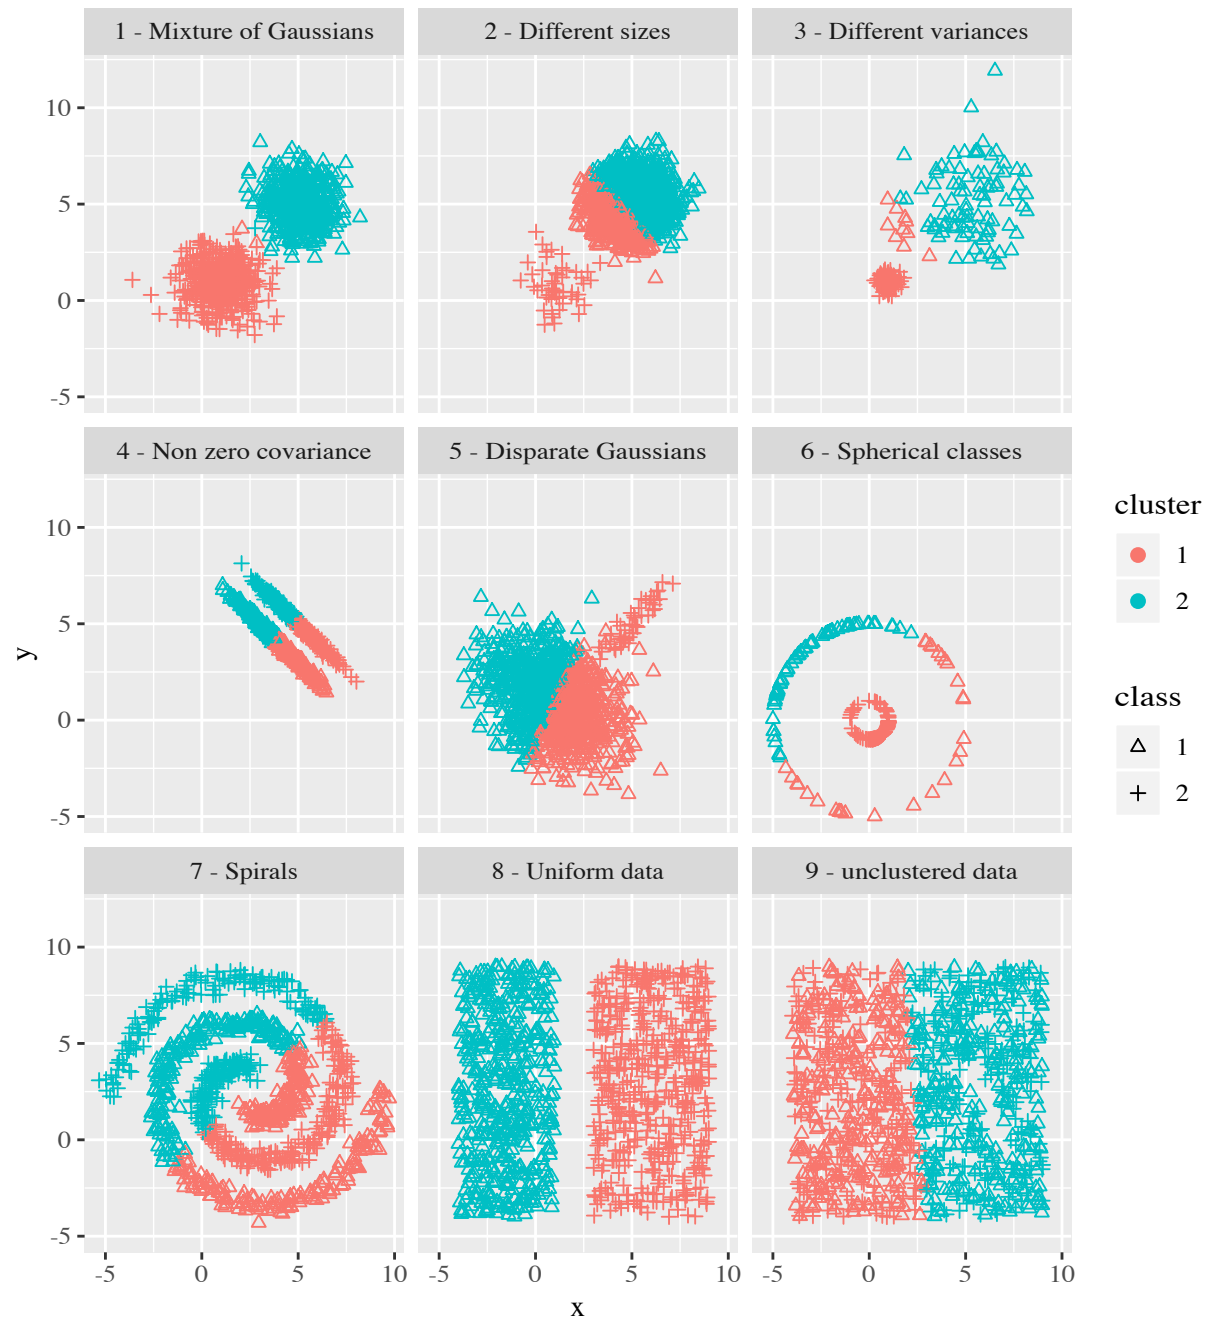 1 - Mixture of Gaussians
2 - Different sizes
3 - Different variances
10
5
0
-5
4 - Non zero covariance
5 - Disparate Gaussians
6 - Spherical classes
10
5
0
-5
y
cluster
1
2
class
1
2
7 - Spirals
8 - Uniform data
9 - unclustered data
10
5
0
-5
-5 0 5 10 -5 0 5 10 -5 0 5 10
x